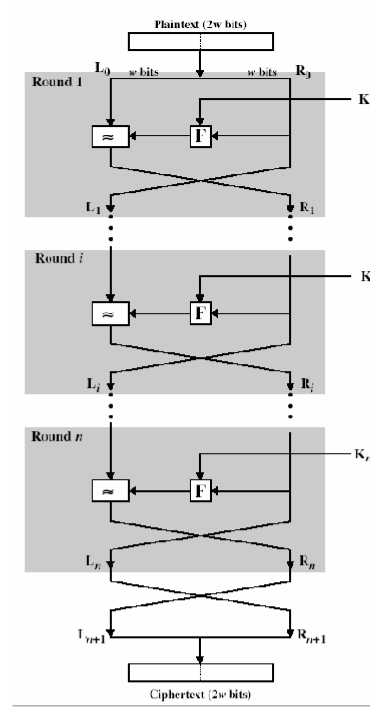 Plaintext (2w bits)
L0 w bits w bits R0
Round 1
K
≈ F
L1 R1
Round i
K
≈ F
Li Ri
Round n
Kn
≈ F
Ln Rn
Ln+1 Rn+1
Ciphertext (2w bits)